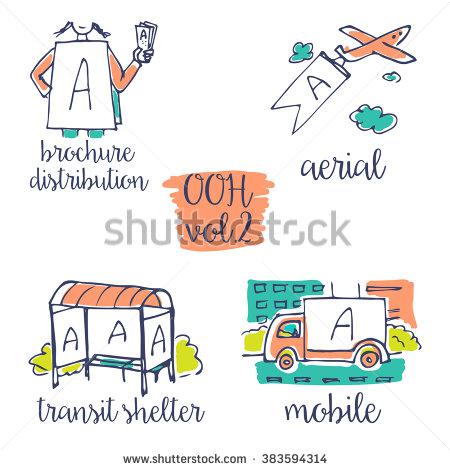 A
brochure
distribution
A
aerial
OOH
vol.2
shutterstock
A A A
transit shelter
A
mobile
www.shutterstock.com · 383594314